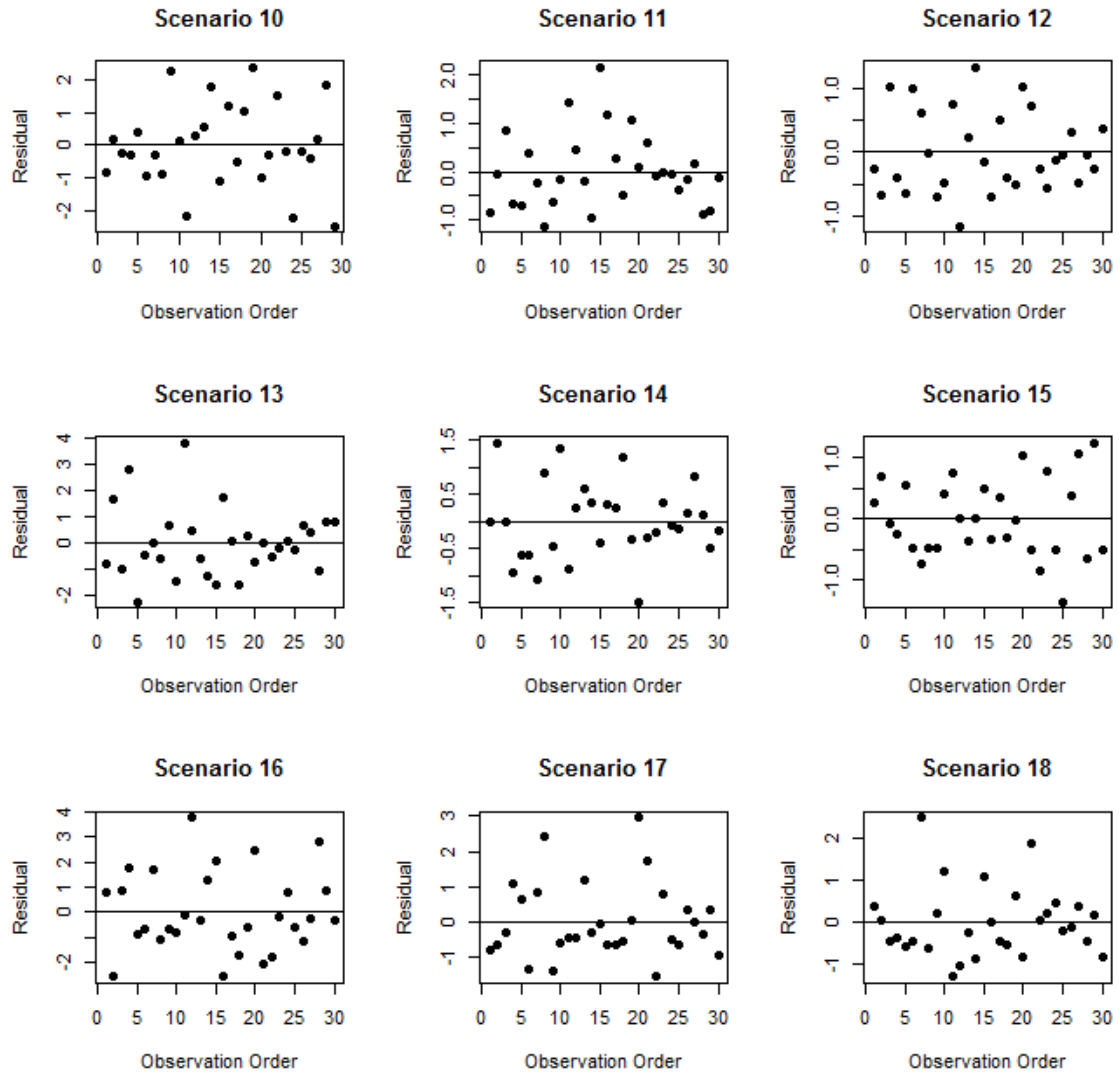 Scenario 10
Residual
2
1
0
-1
-2
0 5 10 15 20 25 30
Observation Order
Scenario 11
Residual
2.0
1.0
0.0
-1.0
0 5 10 15 20 25 30
Observation Order
Scenario 12
Residual
1.0
0.0
-1.0
0 5 10 15 20 25 30
Observation Order
Scenario 13
Residual
4
3
2
1
0
-2
0 5 10 15 20 25 30
Observation Order
Scenario 14
Residual
1.5
0.5
-0.5
-1.5
0 5 10 15 20 25 30
Observation Order
Scenario 15
Residual
1.0
0.0
-1.0
0 5 10 15 20 25 30
Observation Order
Scenario 16
Residual
4
3
2
1
0
-2
0 5 10 15 20 25 30
Observation Order
Scenario 17
Residual
3
2
1
0
-1
0 5 10 15 20 25 30
Observation Order
Scenario 18
Residual
2
1
0
-1
0 5 10 15 20 25 30
Observation Order